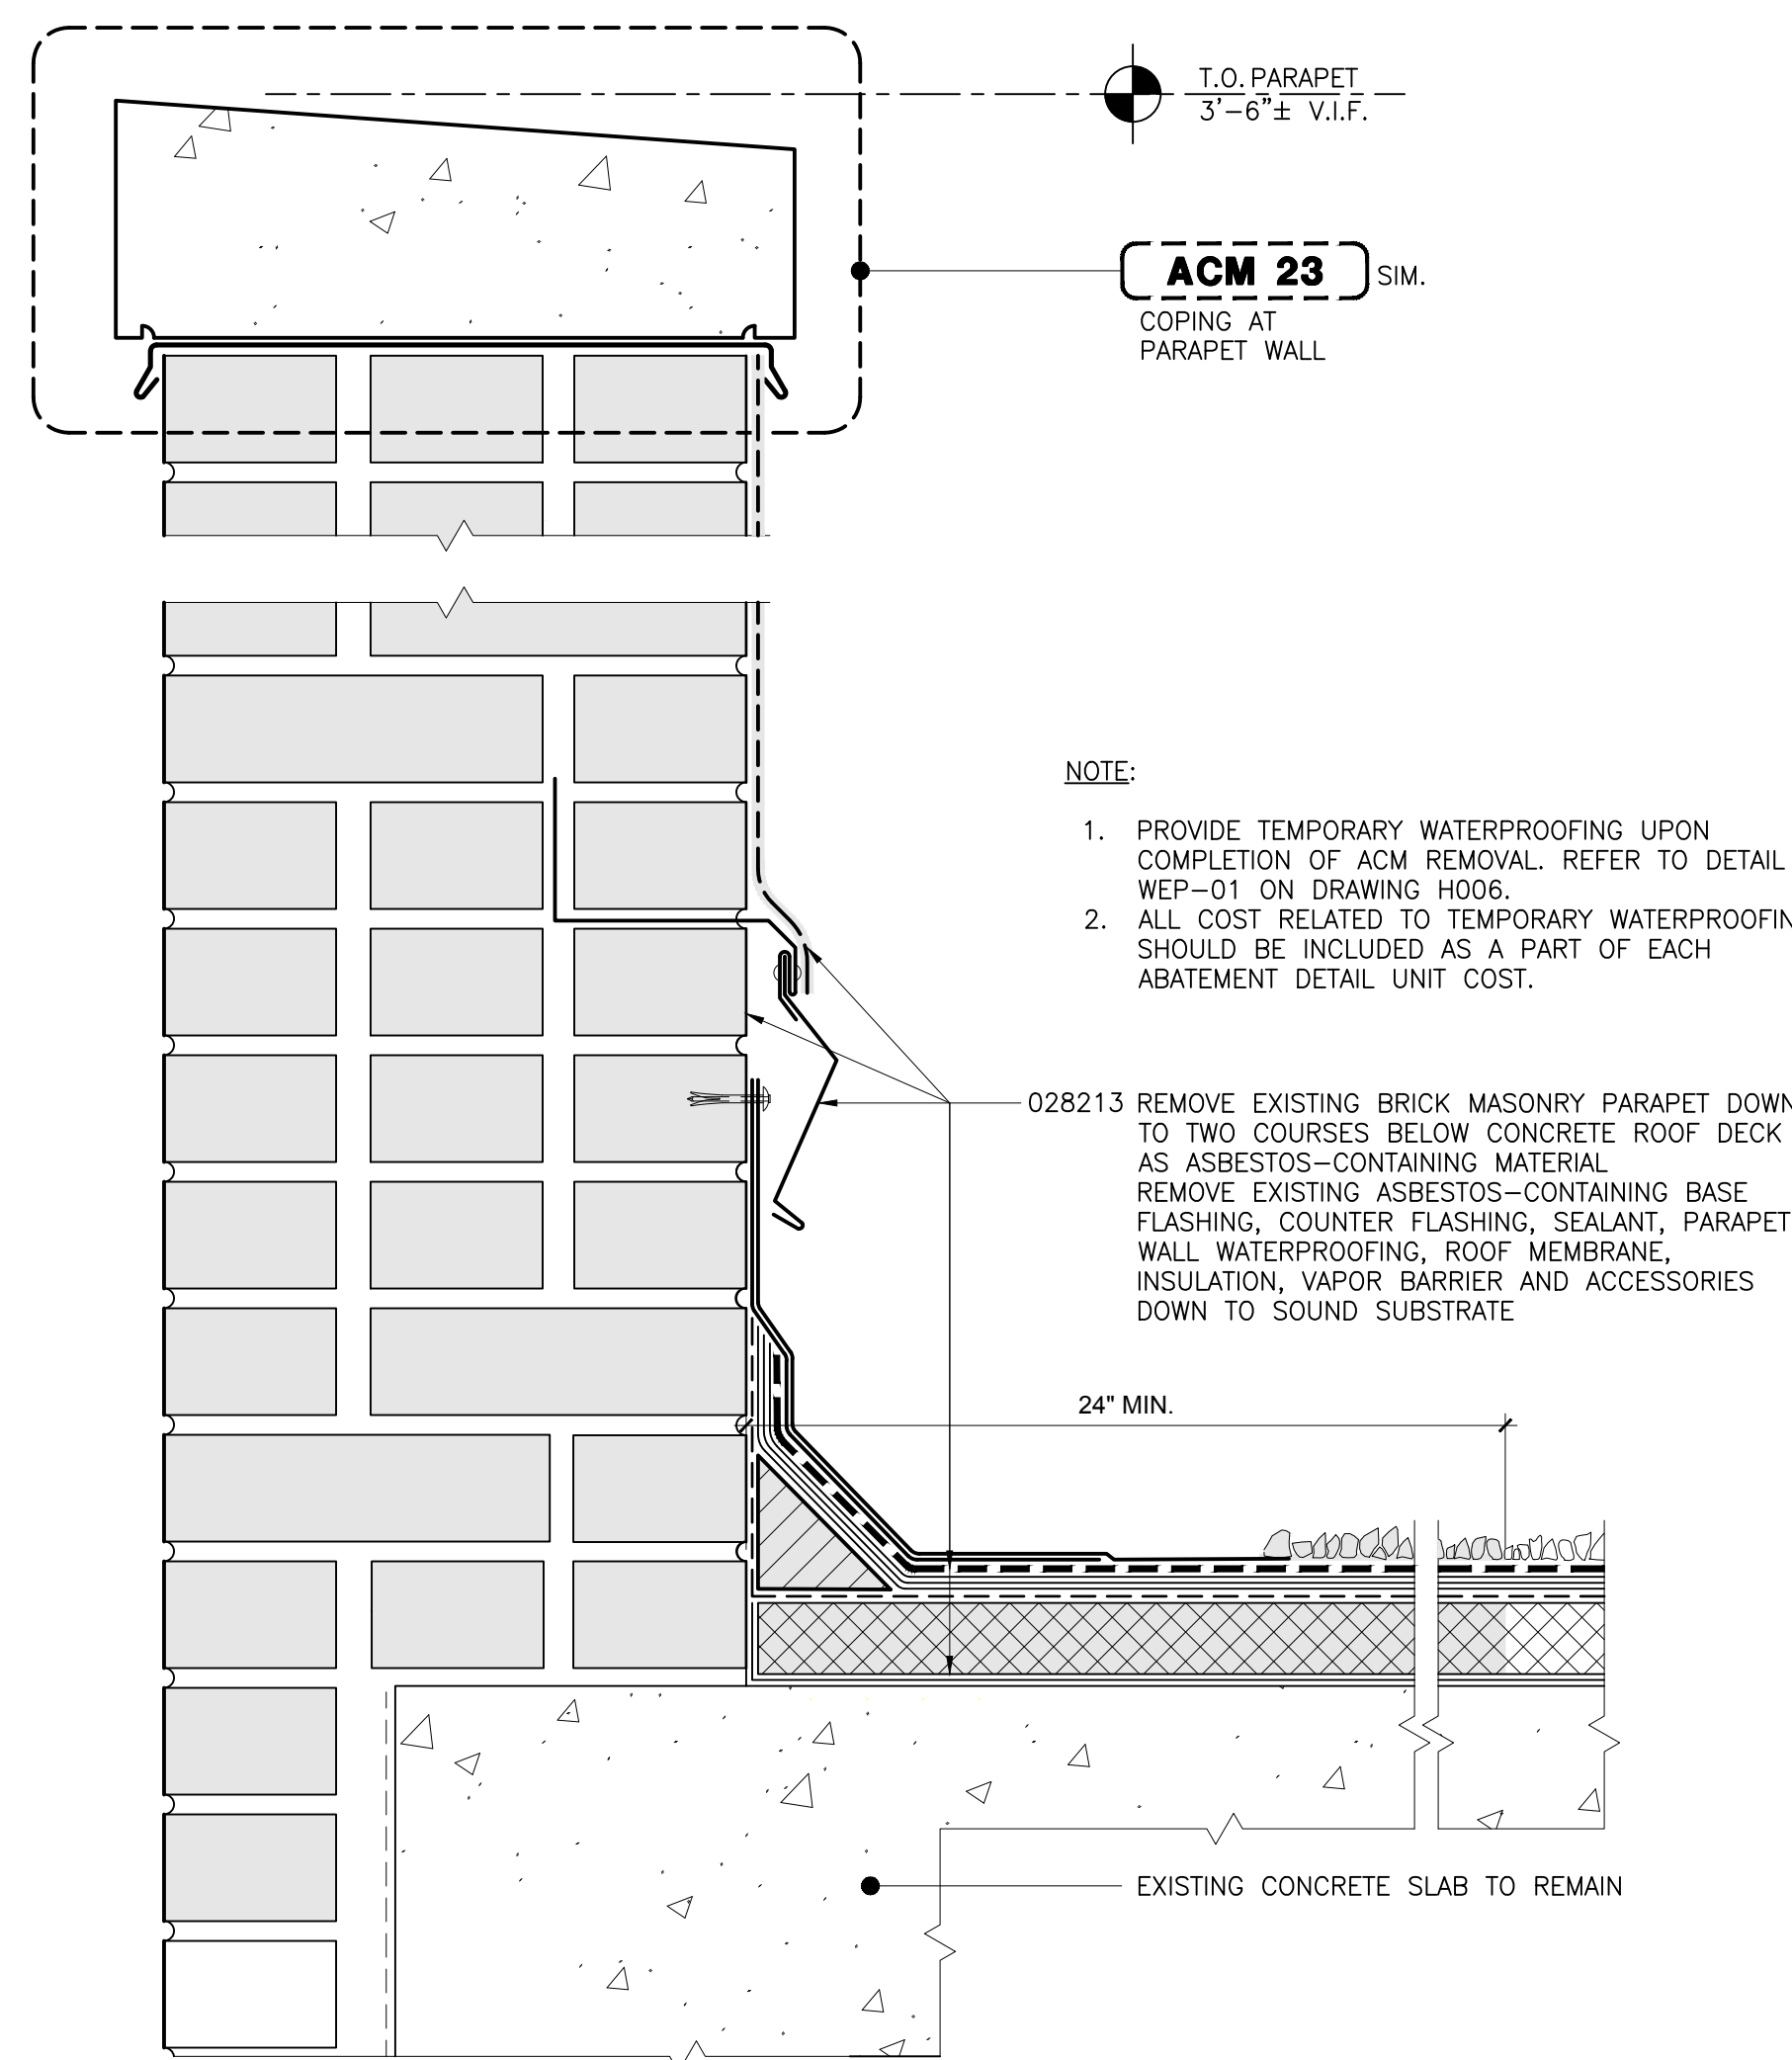 T.O. PARAPET
3'-6"± V.I.F.
ACM 23 SIM.
COPING AT
PARAPET WALL
NOTE:
1. PROVIDE TEMPORARY WATERPROOFING UPON
COMPLETION OF ACM REMOVAL. REFER TO DETAIL
WEP-01 ON DRAWING H006.
2. ALL COST RELATED TO TEMPORARY WATERPROOFIN
SHOULD BE INCLUDED AS A PART OF EACH
ABATEMENT DETAIL UNIT COST.
028213 REMOVE EXISTING BRICK MASONRY PARAPET DOWN
TO TWO COURSES BELOW CONCRETE ROOF DECK
AS ASBESTOS-CONTAINING MATERIAL
REMOVE EXISTING ASBESTOS-CONTAINING BASE
FLASHING, COUNTER FLASHING, SEALANT, PARAPET
WALL WATERPROOFING, ROOF MEMBRANE,
INSULATION, VAPOR BARRIER AND ACCESSORIES
DOWN TO SOUND SUBSTRATE
24" MIN.
EXISTING CONCRETE SLAB TO REMAIN